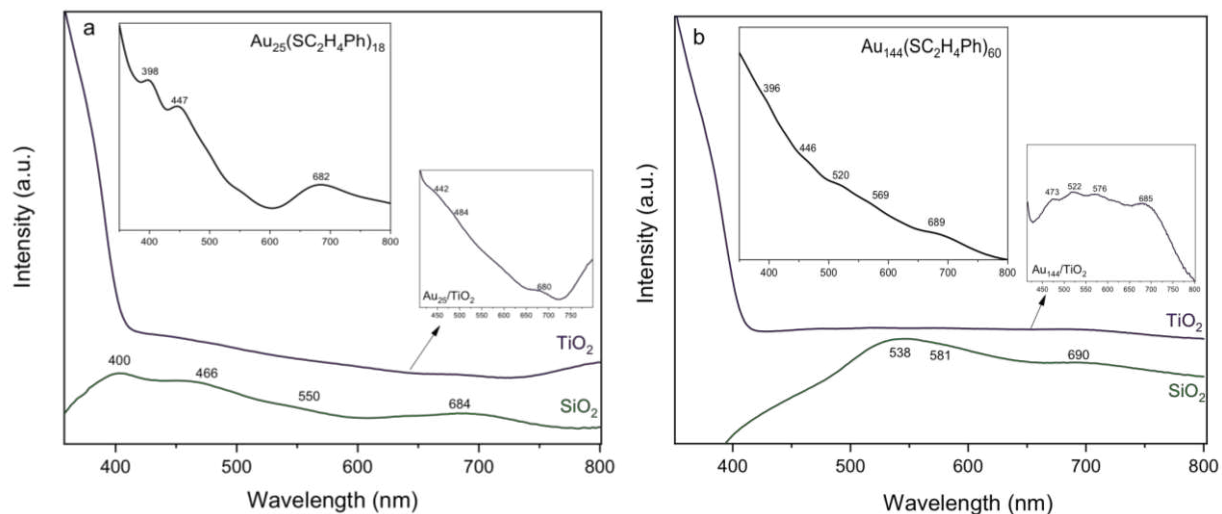 a
Au25(SC2H4Ph)18
398
447
682
400 500 600 700 800
442
484
680
Au25/TiO2
450 500 550 600 650 700 750
TiO2
400
466
550
684
SiO2
Intensity (a.u.)
400 500 600 700 800
Wavelength (nm)
b
Au144(SC2H4Ph)60
396
446
520
569
689
400 500 600 700 800
473 522 576 685
Au144/TiO2
450 500 550 600 650 700 750 800
TiO2
538 581 690
SiO2
Intensity (a.u.)
400 500 600 700 800
Wavelength (nm)